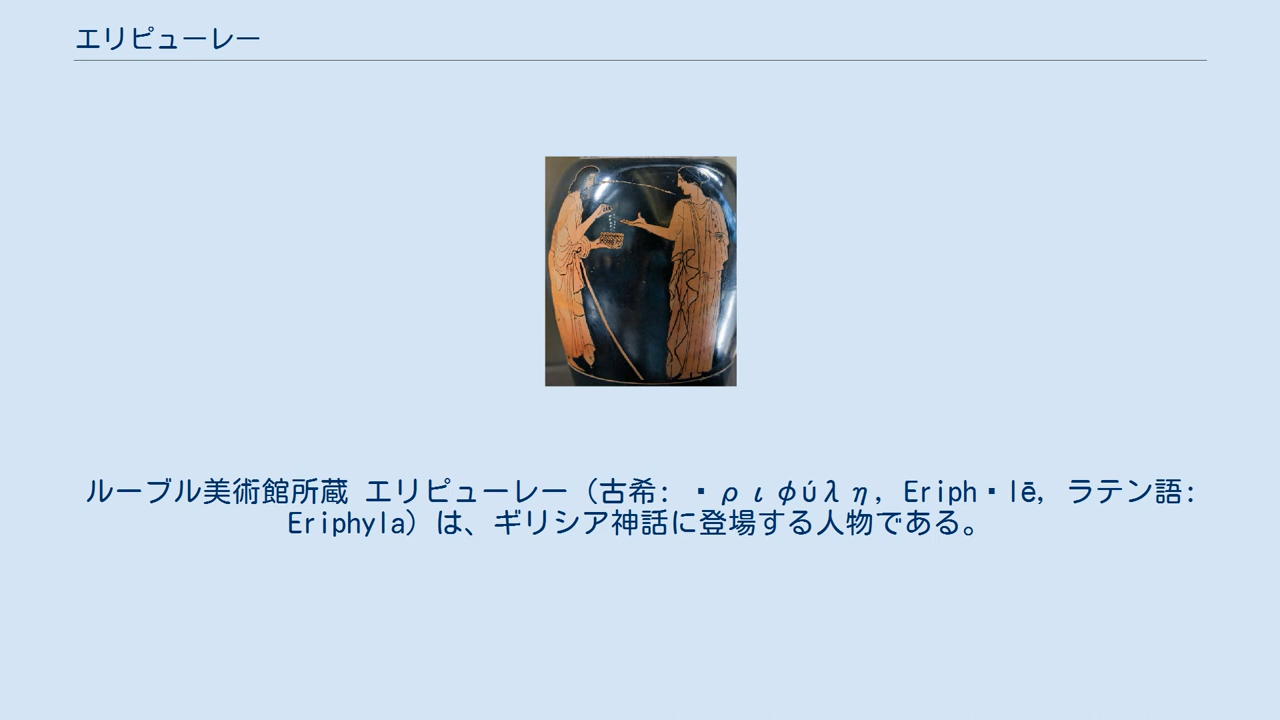 エリピューレー
ルーブル美術館所蔵 エリピューレー（古希: ▪ριφύλη, Eriph▪lē, ラテン語:
Eriphyla）は、ギリシア神話に登場する人物である。